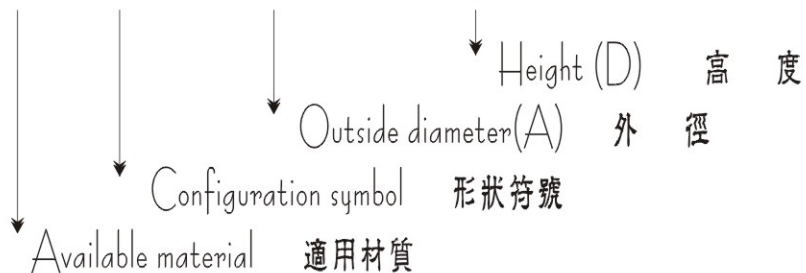 Height (D) 高 度
Outside diameter(A) 外 徑
Configuration symbol 形狀符號
Available material 適用材質